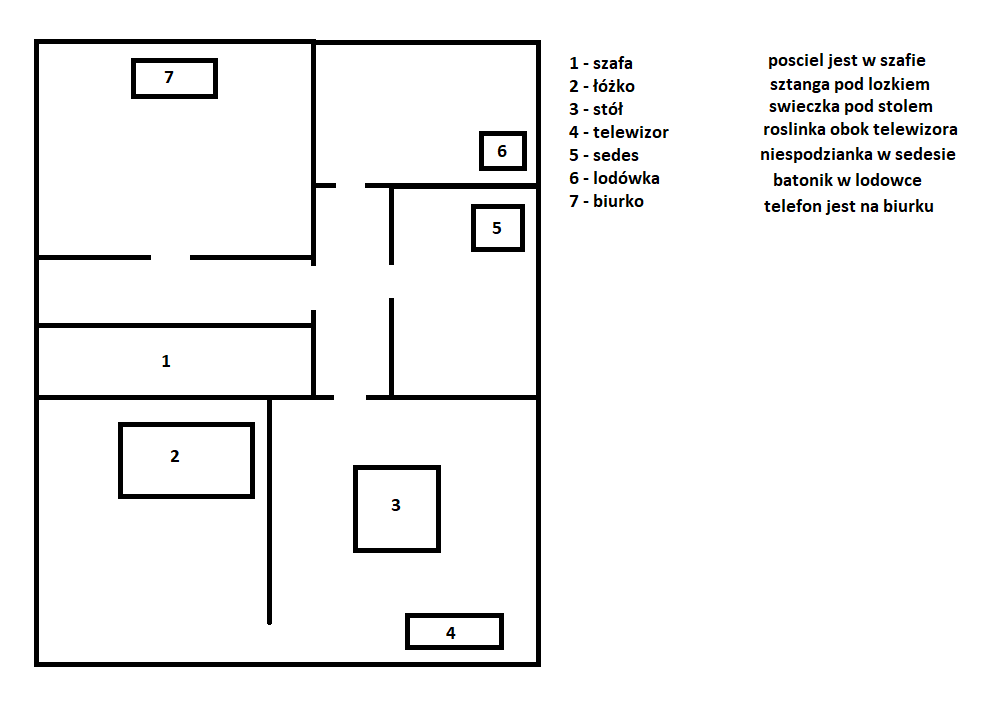 7
6
5
1
2
3
4
1 - szafa
2 - łóżko
3 - stół
4 - telewizor
5 - sedes
6 - lodówka
7 - biurko
posciel jest w szafie
sztanga pod lozkiem
swieczka pod stolem
roslinka obok telewizora
niespodzianka w sedesie
batonik w lodowce
telefon jest na biurku